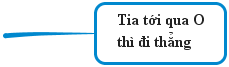 Tia tới qua O
thì đi thẳng